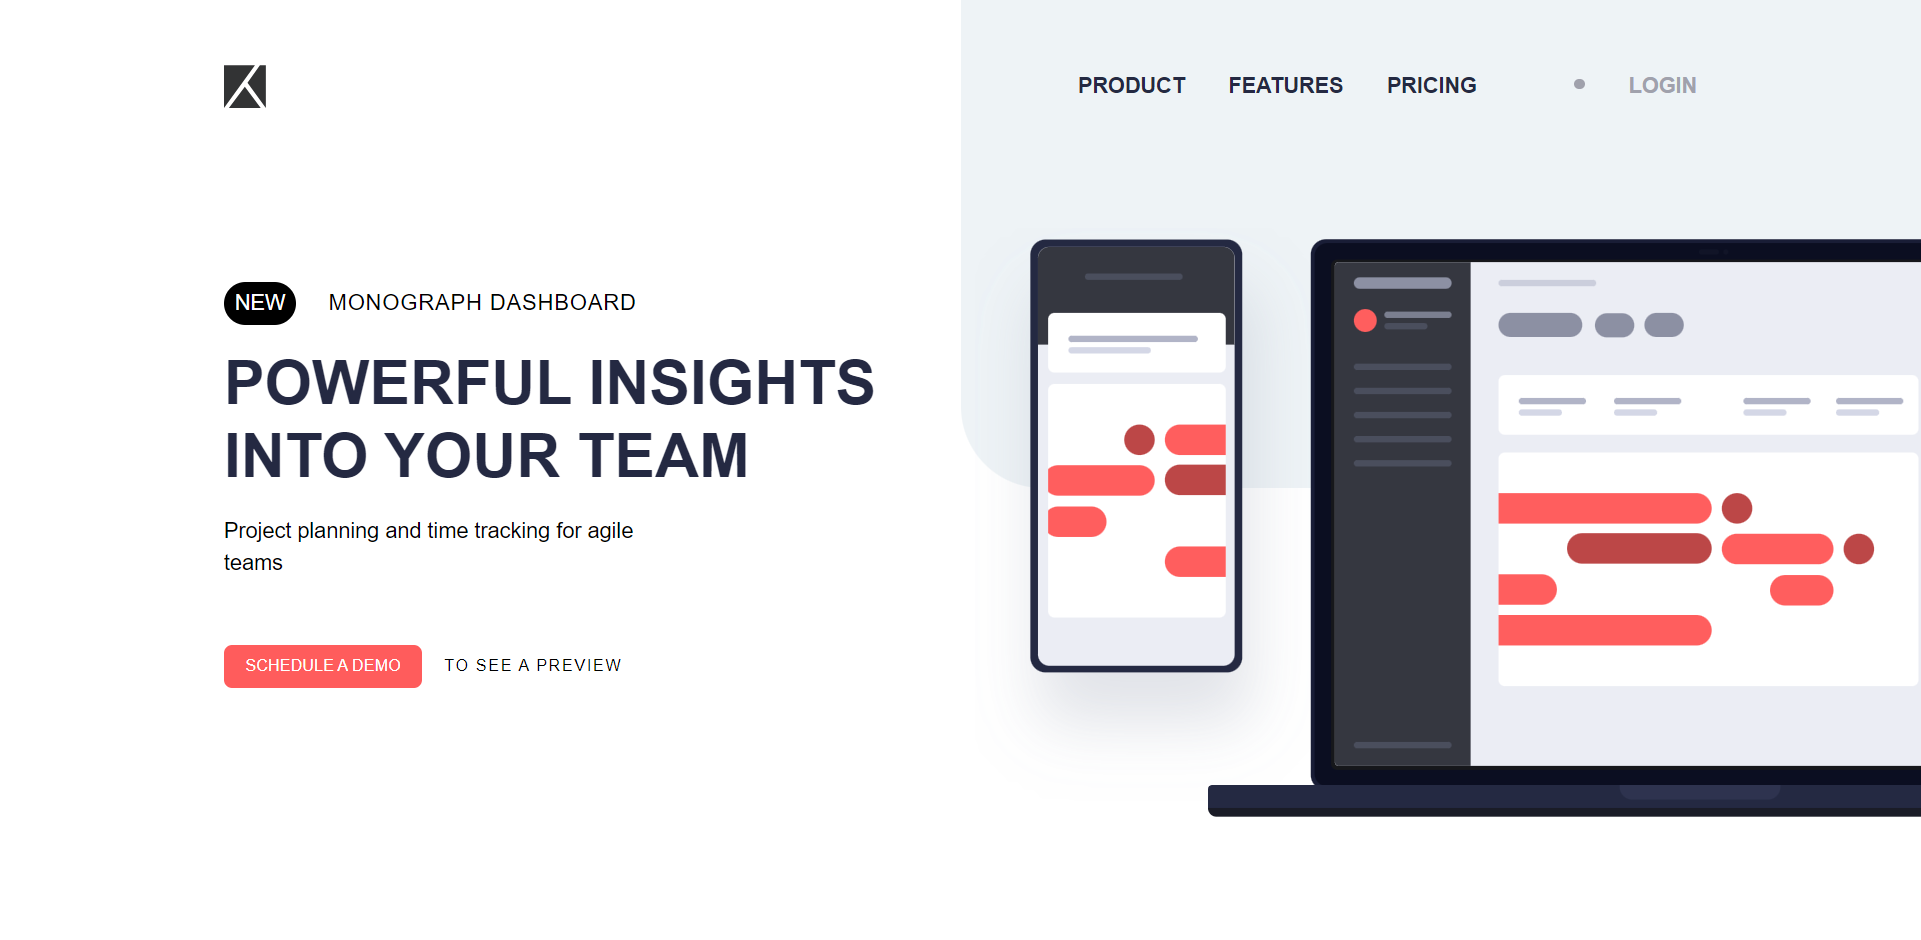 PRODUCT FEATURES PRICING LOGIN
NEW MONOGRAPH DASHBOARD
POWERFUL INSIGHTS
INTO YOUR TEAM
Project planning and time tracking for agile
teams
SCHEDULE A DEMO TO SEE A PREVIEW